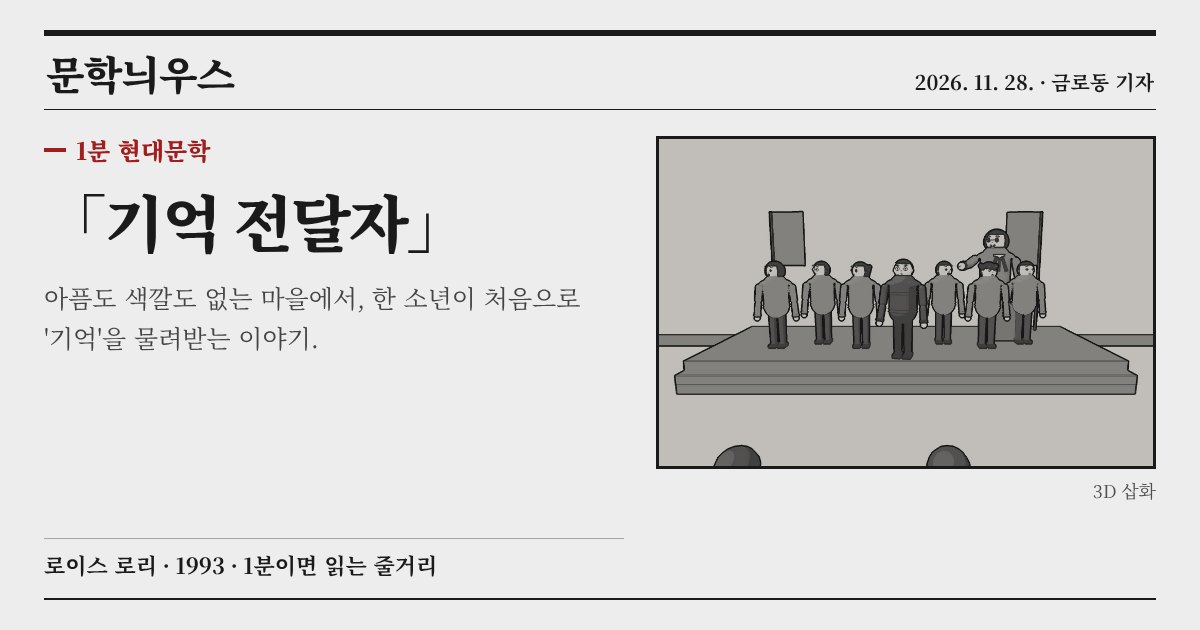 문학늬우스
2026. 11. 28. · 금로동 기자
1분 현대문학
「기억 전달자」
아픔도 색깔도 없는 마을에서, 한 소년이 처음으로
'기억'을 물려받는 이야기.
3D 삽화
로이스 로리 · 1993 · 1분이면 읽는 줄거리